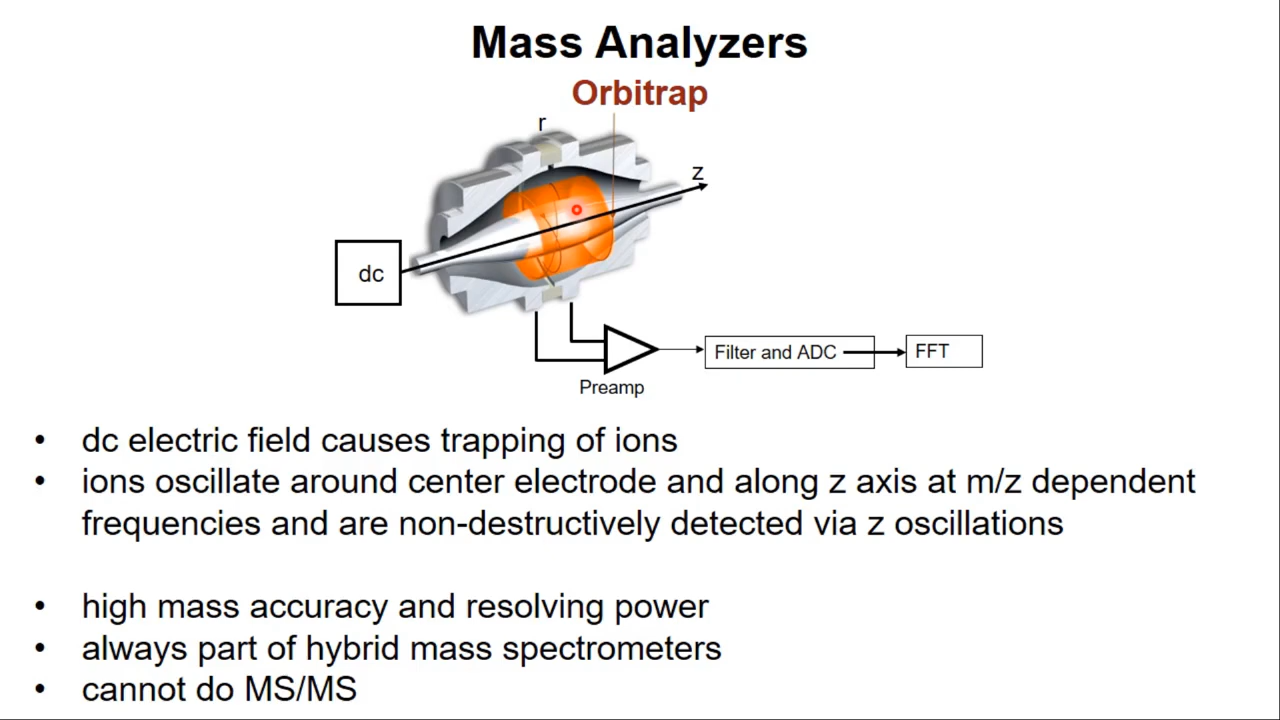 Mass Analyzers
Orbitrap
r
z
dc
Preamp
Filter and ADC
FFT
• dc electric field causes trapping of ions
• ions oscillate around center electrode and along z axis at m/z dependent
frequencies and are non-destructively detected via z oscillations
• high mass accuracy and resolving power
• always part of hybrid mass spectrometers
• cannot do MS/MS